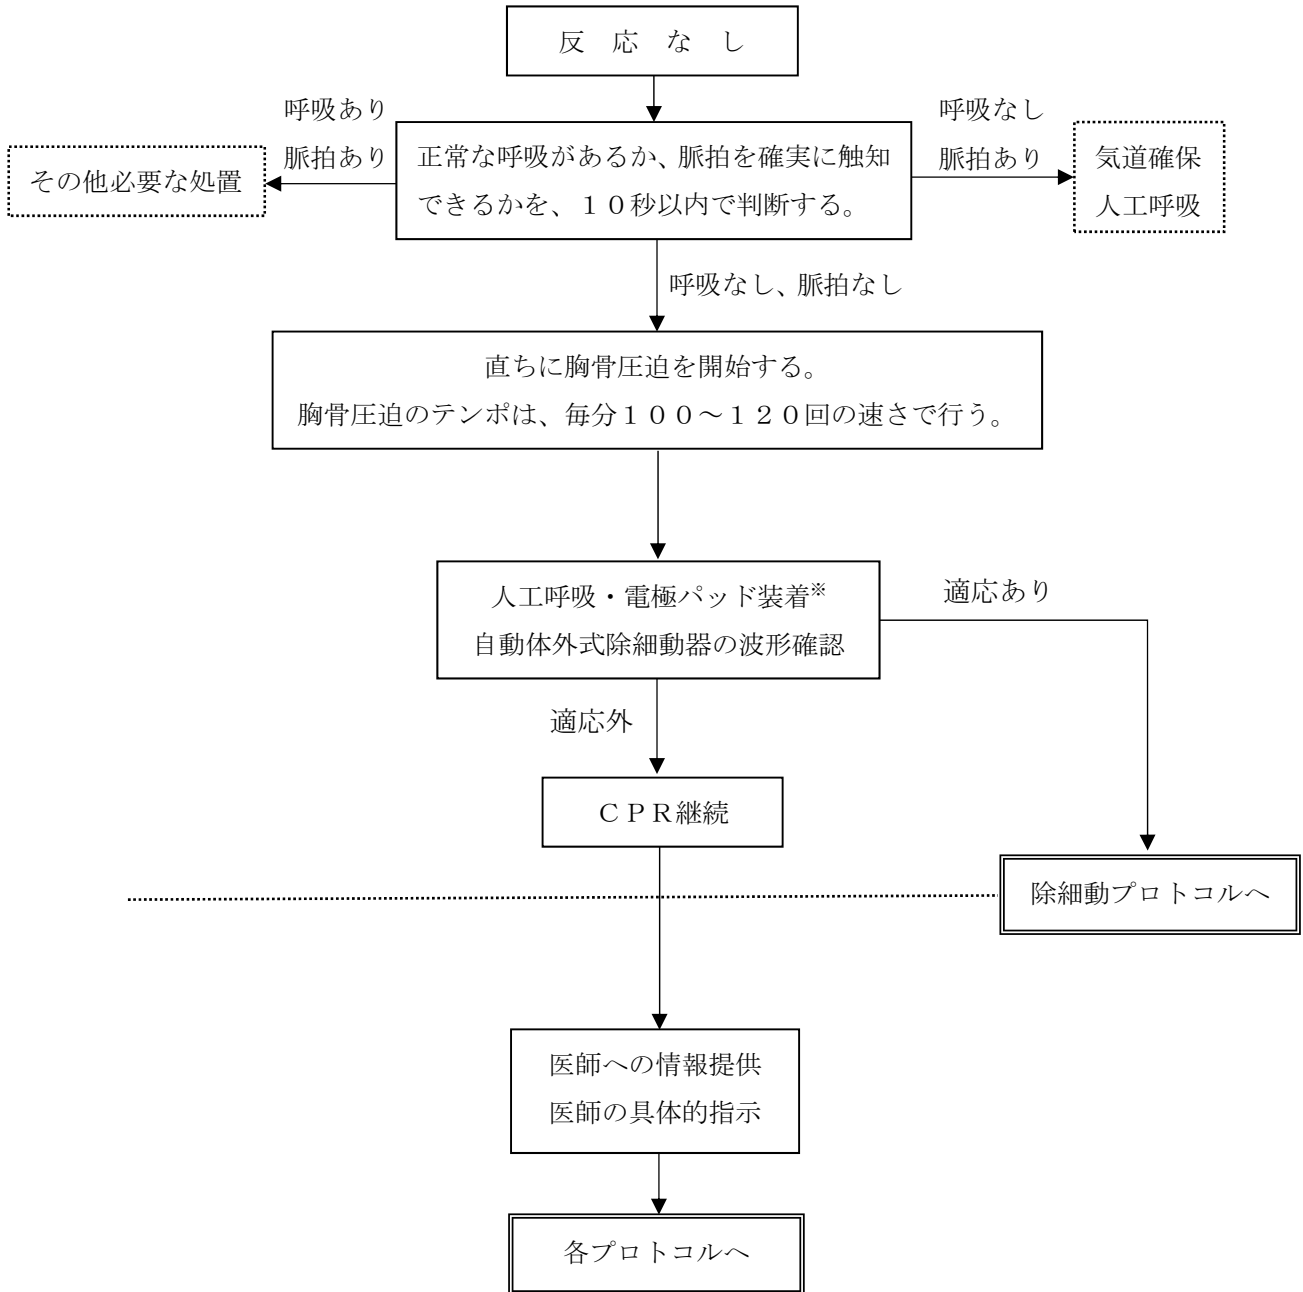 反　応　な　し
呼吸あり
脈拍あり
呼吸なし
脈拍あり
その他必要な処置
正常な呼吸があるか、脈拍を確実に触知
できるかを、１０秒以内で判断する。
気道確保
人工呼吸
呼吸なし、脈拍なし
直ちに胸骨圧迫を開始する。
胸骨圧迫のテンポは、毎分１００～１２０回の速さで行う。
人工呼吸・電極パッド装着※
自動体外式除細動器の波形確認
適応あり
適応外
ＣＰＲ継続
除細動プロトコルへ
医師への情報提供
医師の具体的指示
各プロトコルへ